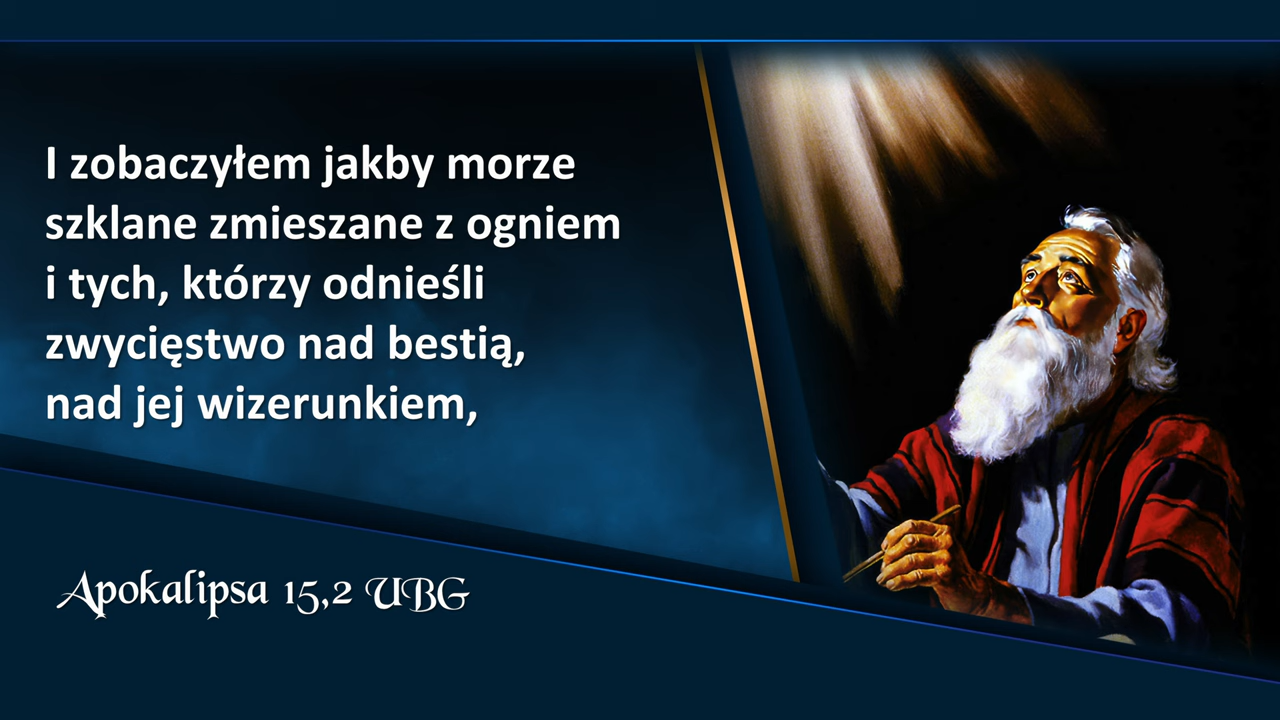 I zobaczyłem jakby morze
szklane zmieszane z ogniem
i tych, którzy odnieśli
zwycięstwo nad bestią,
nad jej wizerunkiem,
Apokalipsa 15,2 UBG